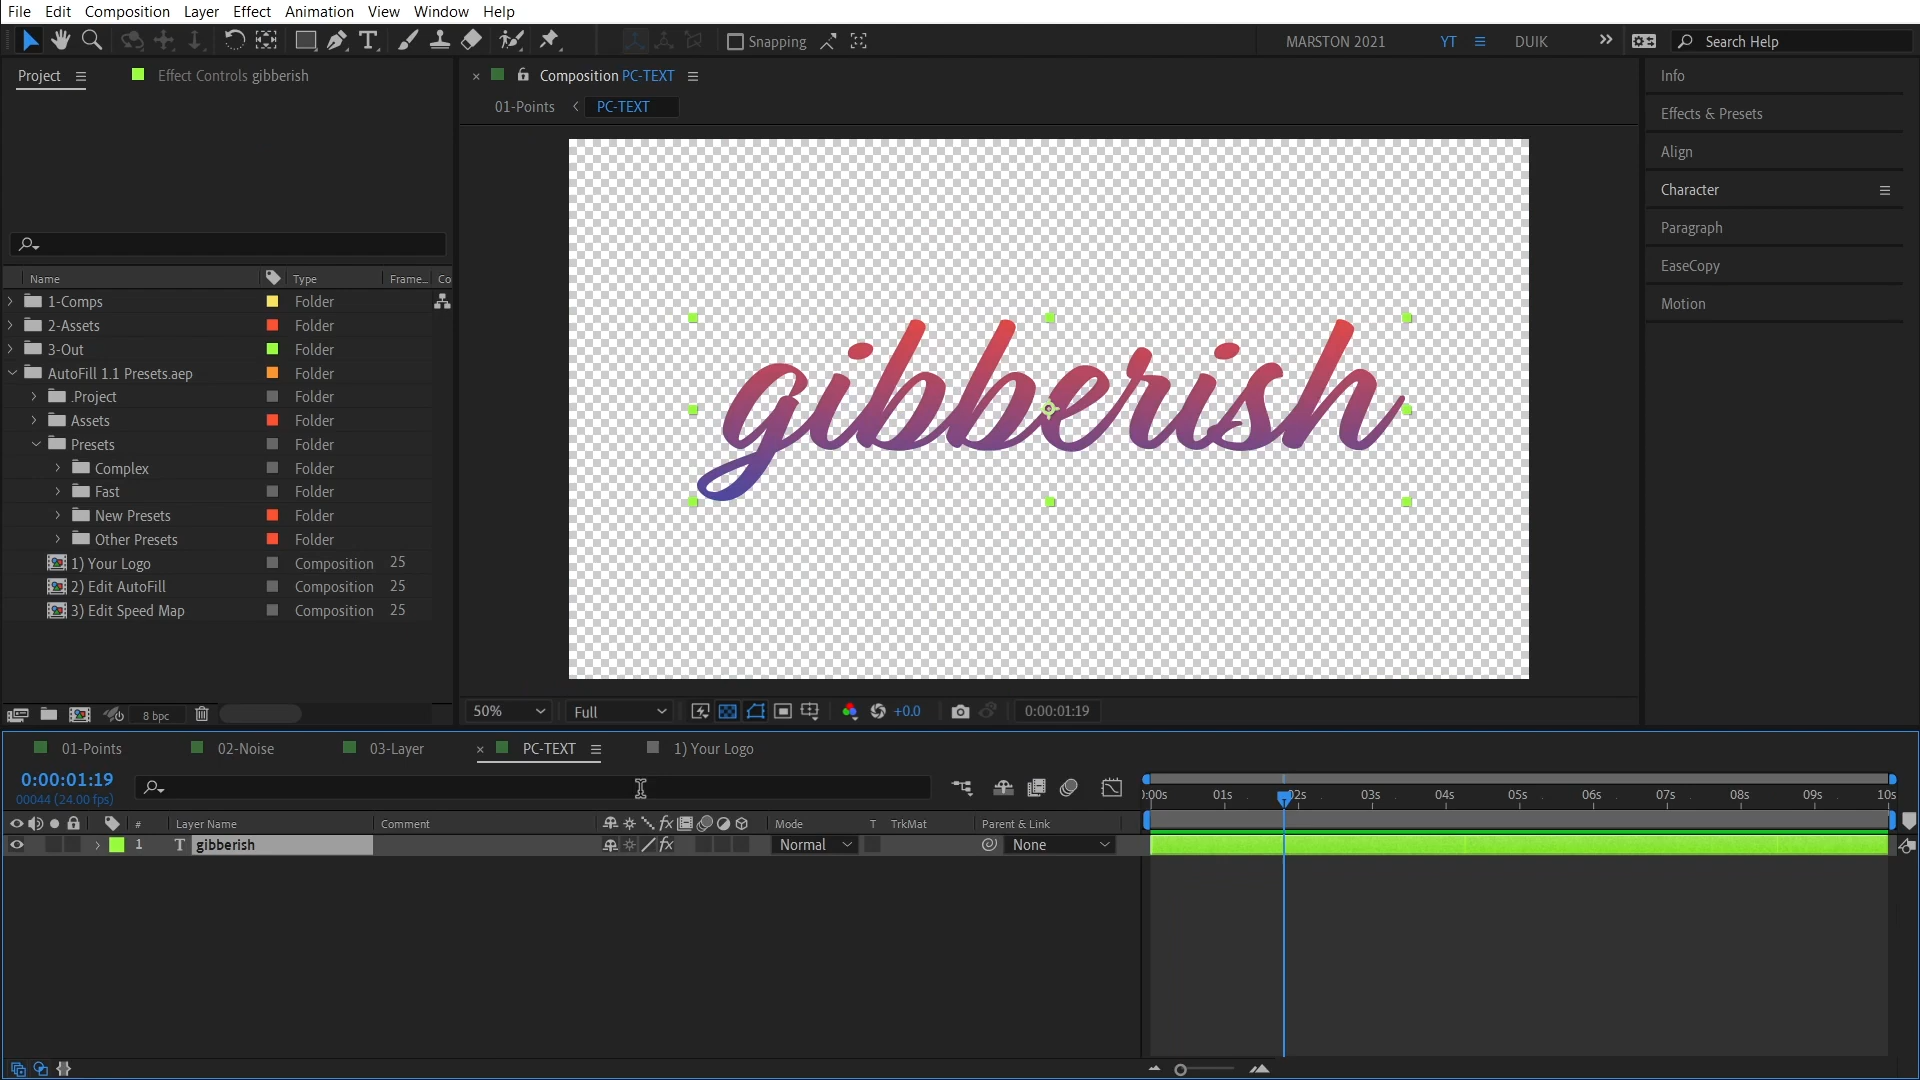 File Edit Composition Layer Effect Animation View Window Help
Snapping MARSTON 2021 YT DUIK Search Help
Project Effect Controls gibberish
Composition PC-TEXT
01-Points PC-TEXT
Info
Effects & Presets
Align
Character
Paragraph
EaseCopy
Motion
gibberish
Name Type Frame... Co
1-Comps Folder
2-Assets Folder
3-Out Folder
AutoFill 1.1 Presets.aep Folder
.Project Folder
Assets Folder
Presets Folder
Complex Folder
Fast Folder
New Presets Folder
Other Presets Folder
1) Your Logo Composition 25
2) Edit AutoFill Composition 25
3) Edit Speed Map Composition 25
8 bpc
50% Full +0.0 0:00:01:19
01-Points 02-Noise 03-Layer PC-TEXT 1) Your Logo
0:00:01:19
00044 (24.00 fps)
):00s 01s 02s 03s 04s 05s 06s 07s 08s 09s 10s
# Layer Name Comment fx Mode T TrkMat Parent & Link
1 T gibberish fx Normal None